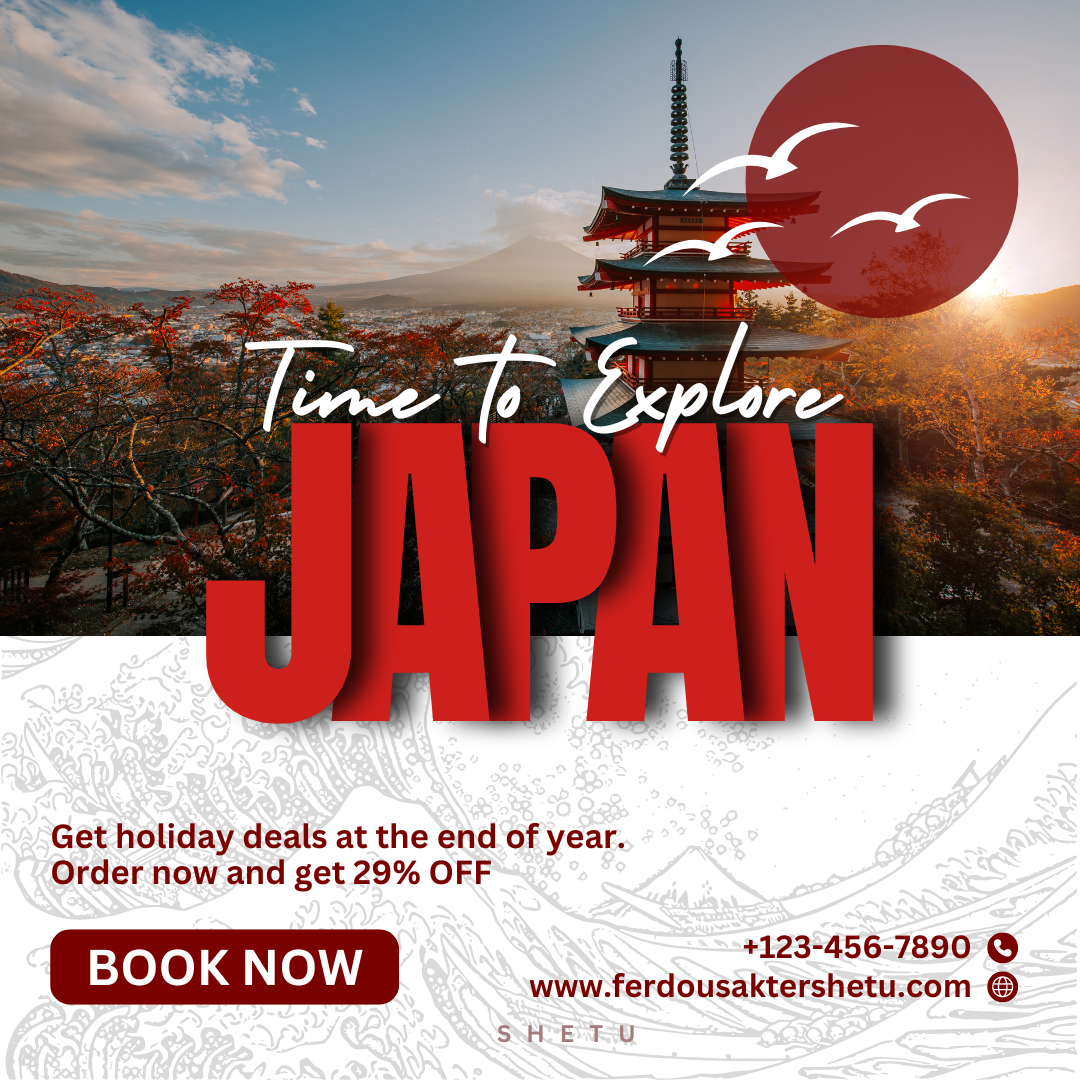 Time to Explore
JAPAN
Get holiday deals at the end of year.
Order now and get 29% OFF
BOOK NOW
+123-456-7890
www.ferdousaktershetu.com
SHETU